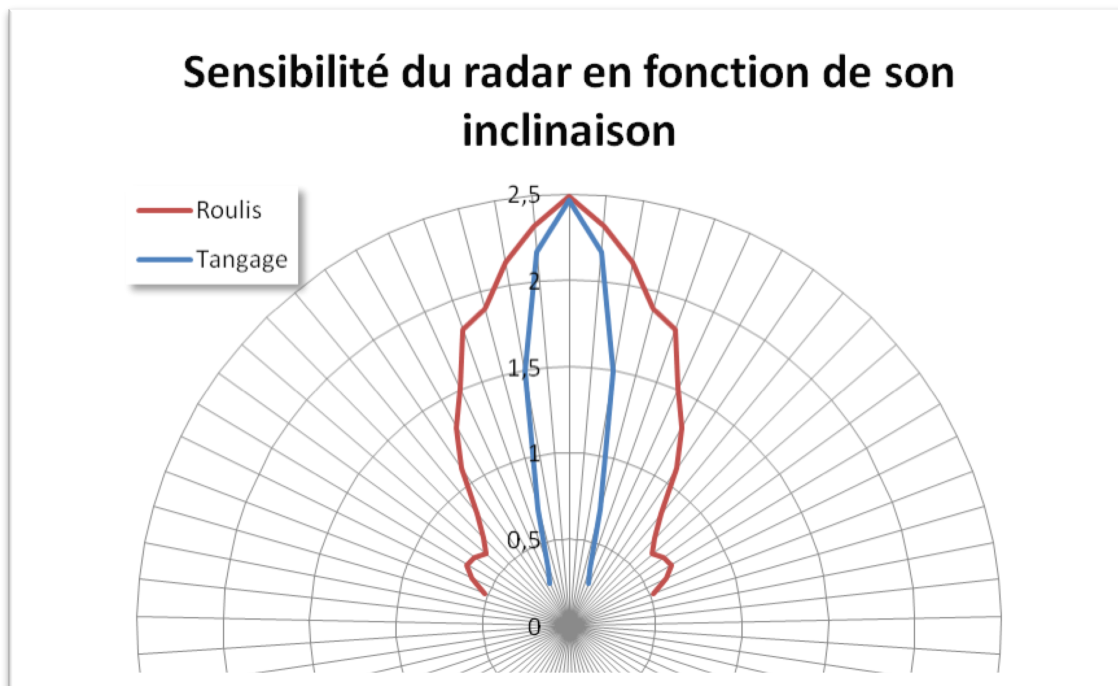 Sensibilité du radar en fonction de son
inclinaison
Roulis
Tangage
2,5
2
1,5
1
0,5
0